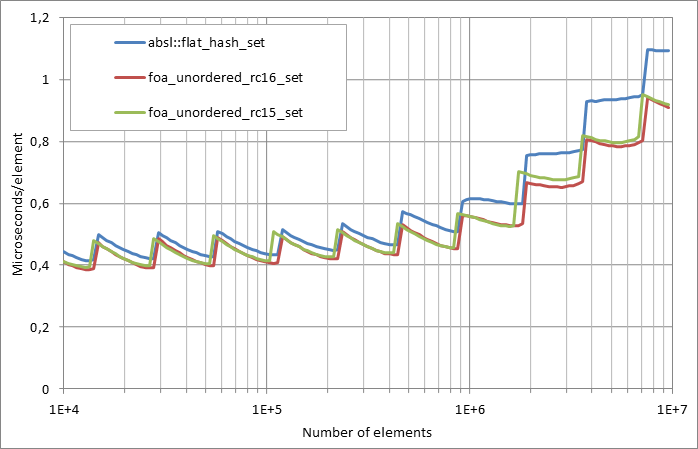 1,2
1
0,8
0,6
0,4
0,2
0
Microseconds/element
absl::flat_hash_set
foa_unordered_rc16_set
foa_unordered_rc15_set
1E+4
1E+5
1E+6
1E+7
Number of elements